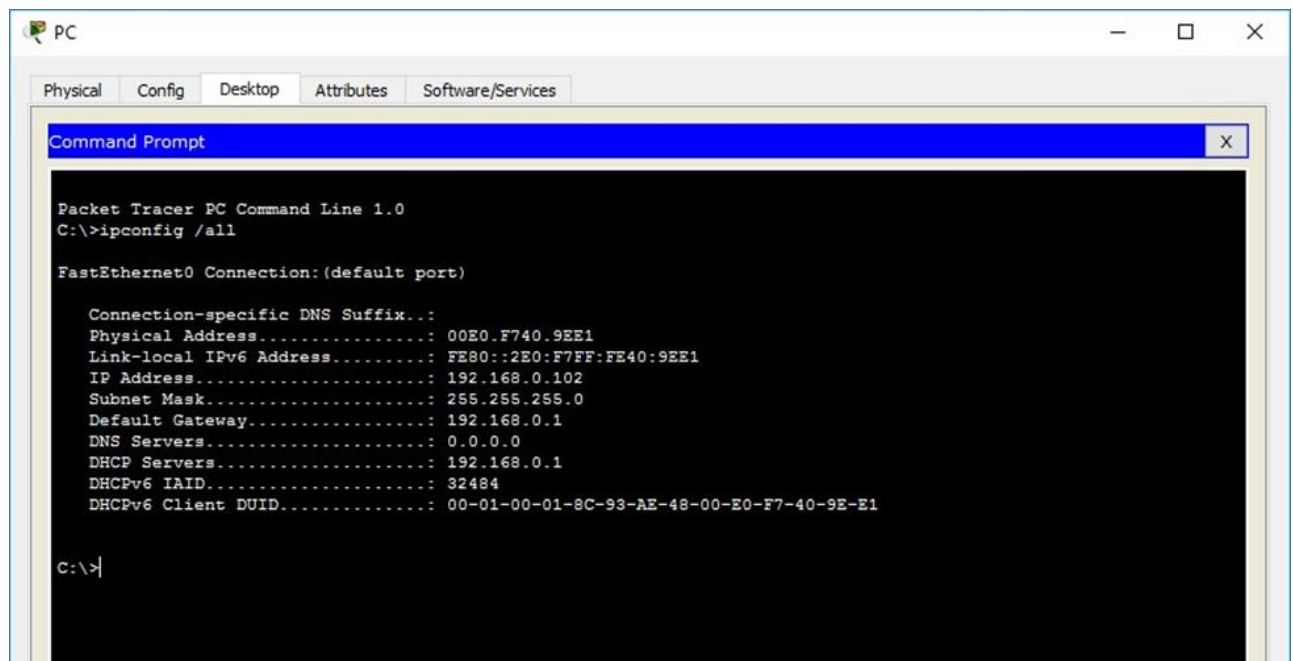 PC
Physical Config Desktop Attributes Software/Services
Command Prompt X
Packet Tracer PC Command Line 1.0
C:\>ipconfig /all
FastEthernet0 Connection:(default port)
Connection-specific DNS Suffix..:
Physical Address................: 00E0.F740.9EE1
Link-local IPv6 Address.........: FE80::2E0:F7FF:FE40:9EE1
IP Address......................: 192.168.0.102
Subnet Mask.....................: 255.255.255.0
Default Gateway.................: 192.168.0.1
DNS Servers.....................: 0.0.0.0
DHCP Servers....................: 192.168.0.1
DHCPv6 IAID.....................: 32484
DHCPv6 Client DUID..............: 00-01-00-01-8C-93-AE-48-00-E0-F7-40-9E-E1
C:\>